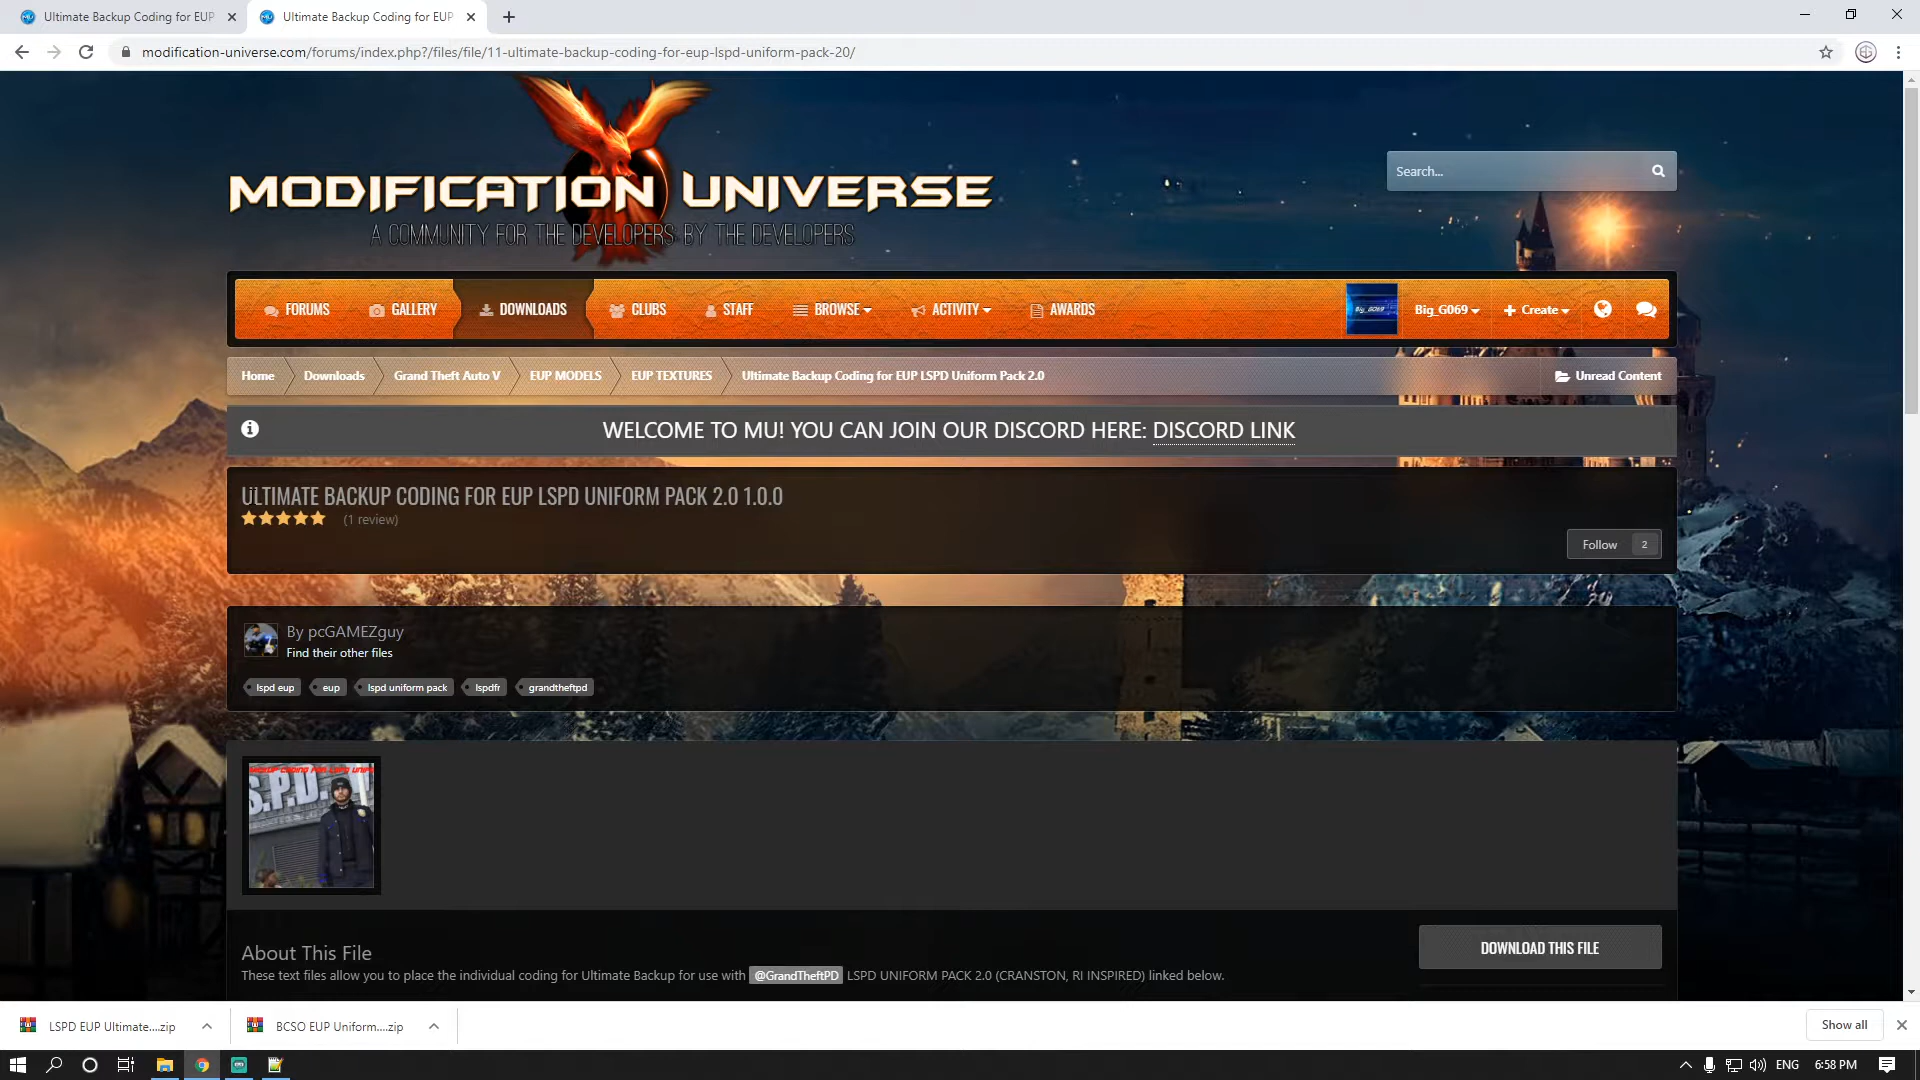 Ultimate Backup Coding for EUP
Ultimate Backup Coding for EUP
modification-universe.com/forums/index.php?/files/file/11-ultimate-backup-coding-for-eup-lspd-uniform-pack-20/
MODIFICATION UNIVERSE
A COMMUNITY FOR THE DEVELOPERS BY THE DEVELOPERS
Search...
FORUMS GALLERY DOWNLOADS CLUBS STAFF BROWSE ACTIVITY AWARDS Big_G069 Big_G069 Create
Home Downloads Grand Theft Auto V EUP MODELS EUP TEXTURES Ultimate Backup Coding for EUP LSPD Uniform Pack 2.0 Unread Content
WELCOME TO MU! YOU CAN JOIN OUR DISCORD HERE: DISCORD LINK
ULTIMATE BACKUP CODING FOR EUP LSPD UNIFORM PACK 2.0 1.0.0
(1 review)
Follow 2
By pcGAMEZguy
Find their other files
lspd eup eup lspd uniform pack lspdfr grandtheftpd
S.P.D.
About This File
DOWNLOAD THIS FILE
These text files allow you to place the individual coding for Ultimate Backup for use with @GrandTheftPD LSPD UNIFORM PACK 2.0 (CRANSTON, RI INSPIRED) linked below.
LSPD EUP Ultimate....zip BCSO EUP Uniform....zip Show all
ENG 6:58 PM